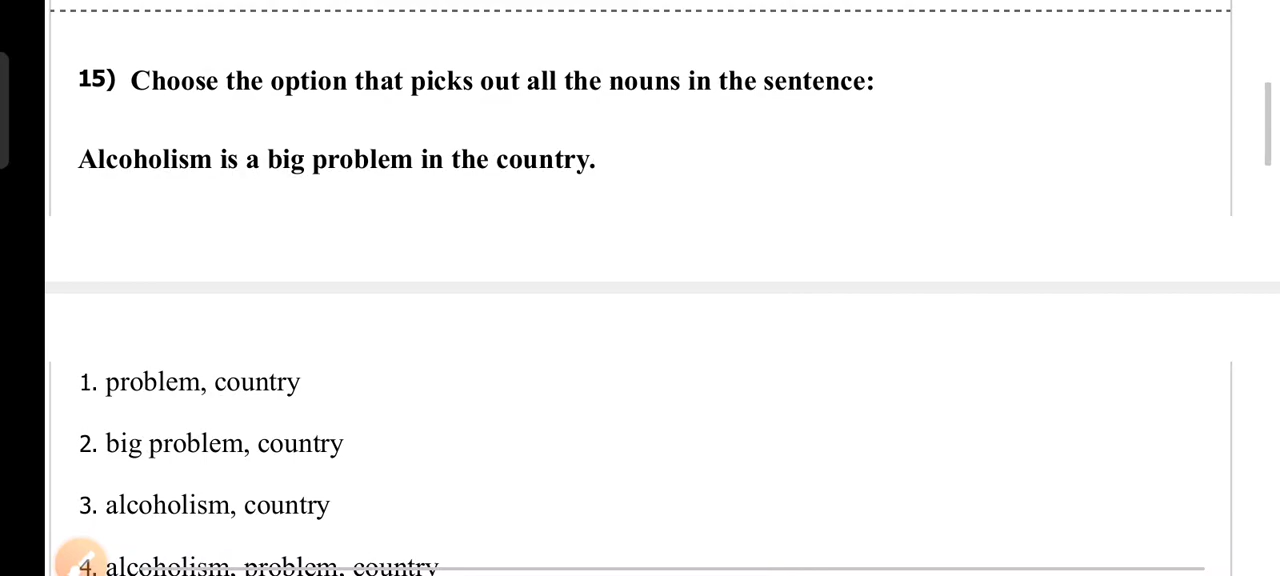 15) Choose the option that picks out all the nouns in the sentence:
Alcoholism is a big problem in the country.
1. problem, country
2. big problem, country
3. alcoholism, country
4. alcoholism, problem, country